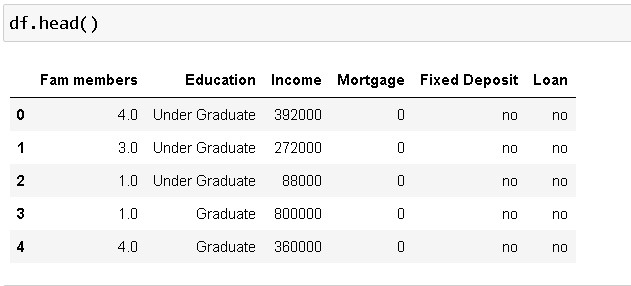 df.head()
Fam members Education Income Mortgage Fixed Deposit Loan
0 4.0 Under Graduate 392000 0 no no
1 3.0 Under Graduate 272000 0 no no
2 1.0 Under Graduate 88000 0 no no
3 1.0 Graduate 800000 0 no no
4 4.0 Graduate 360000 0 no no